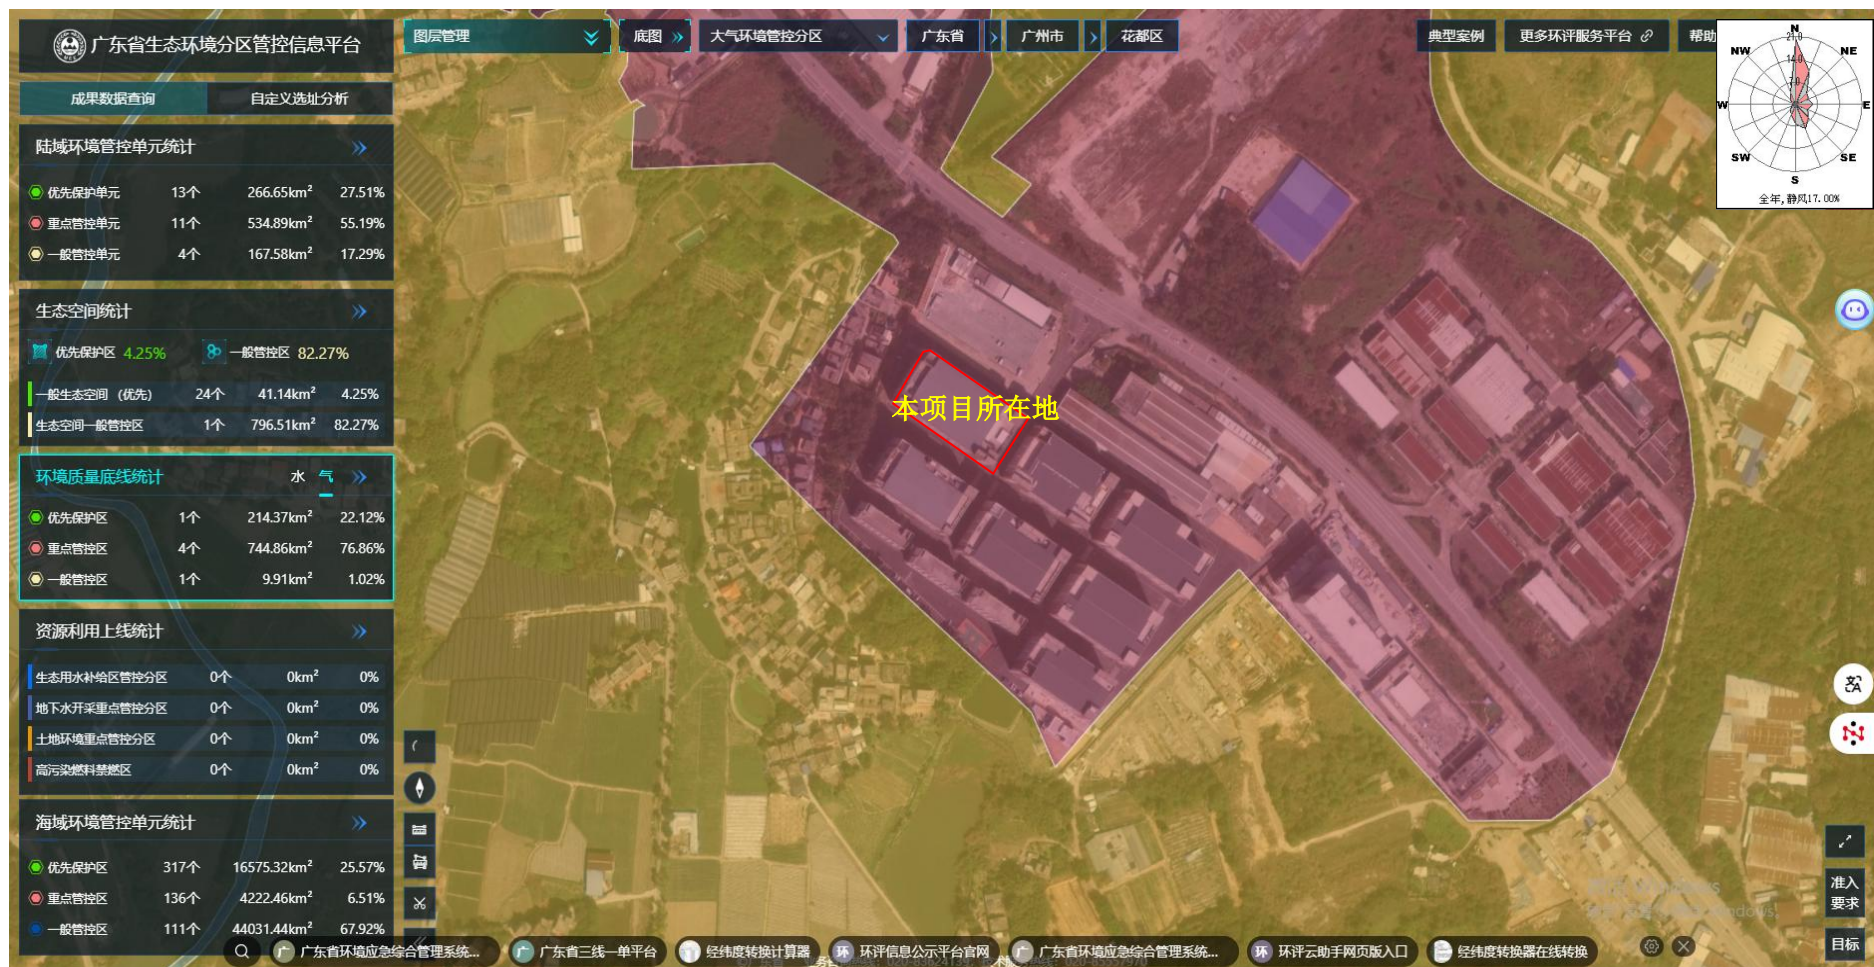 广东省生态环境分区管控信息平台
成果数据查询 自定义选址分析
图层管理 底图 大气环境管控分区 广东省 广州市 花都区 典型案例 更多环评服务平台 帮助
陆域环境管控单元统计
优先保护单元 13个 266.65km² 27.51%
重点管控单元 11个 534.89km² 55.19%
一般管控单元 4个 167.58km² 17.29%
生态空间统计
优先保护区 4.25% 一般管控区 82.27%
一般生态空间 (优先) 24个 41.14km² 4.25%
生态空间一般管控区 1个 796.51km² 82.27%
环境质量底线统计 水 气
优先保护区 1个 214.37km² 22.12%
重点管控区 4个 744.86km² 76.86%
一般管控区 1个 9.91km² 1.02%
资源利用上线统计
生态用水补给区管控分区 0个 0km² 0%
地下水开采重点管控分区 0个 0km² 0%
土地环境重点管控分区 0个 0km² 0%
高污染燃料禁燃区 0个 0km² 0%
海域环境管控单元统计
优先保护区 317个 16575.32km² 25.57%
重点管控区 136个 4222.46km² 6.51%
一般管控区 111个 44031.44km² 67.92%
本项目所在地
N
21.0
NW NE
14.0
7.0
W E
SW SE
S
全年,静风17.00%
准入
要求
目标
广东省环境应急综合管理系统... 广东省三线一单平台 经纬度转换计算器 环 环评信息公示平台官网 广东省环境应急综合管理系统... 环 环评云助手网页版入口 经纬度转换器在线转换